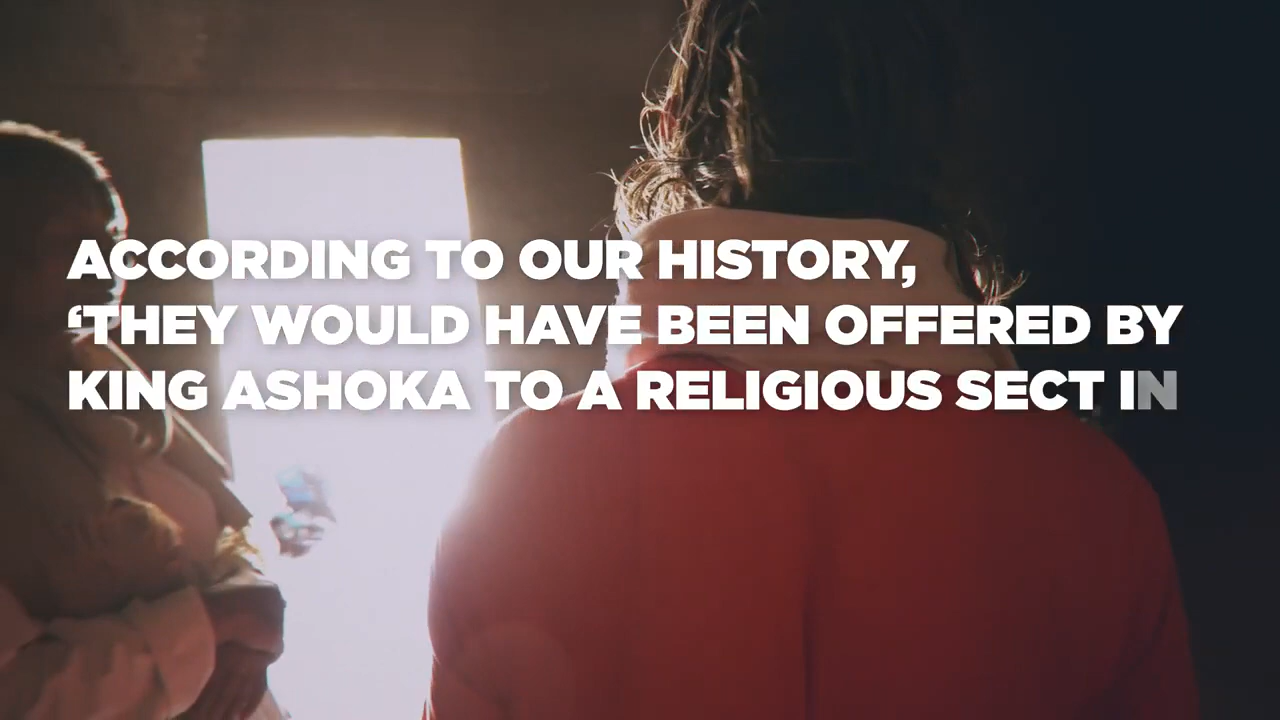 ACCORDING TO OUR HISTORY,
‘THEY WOULD HAVE BEEN OFFERED BY
KING ASHOKA TO A RELIGIOUS SECT IN